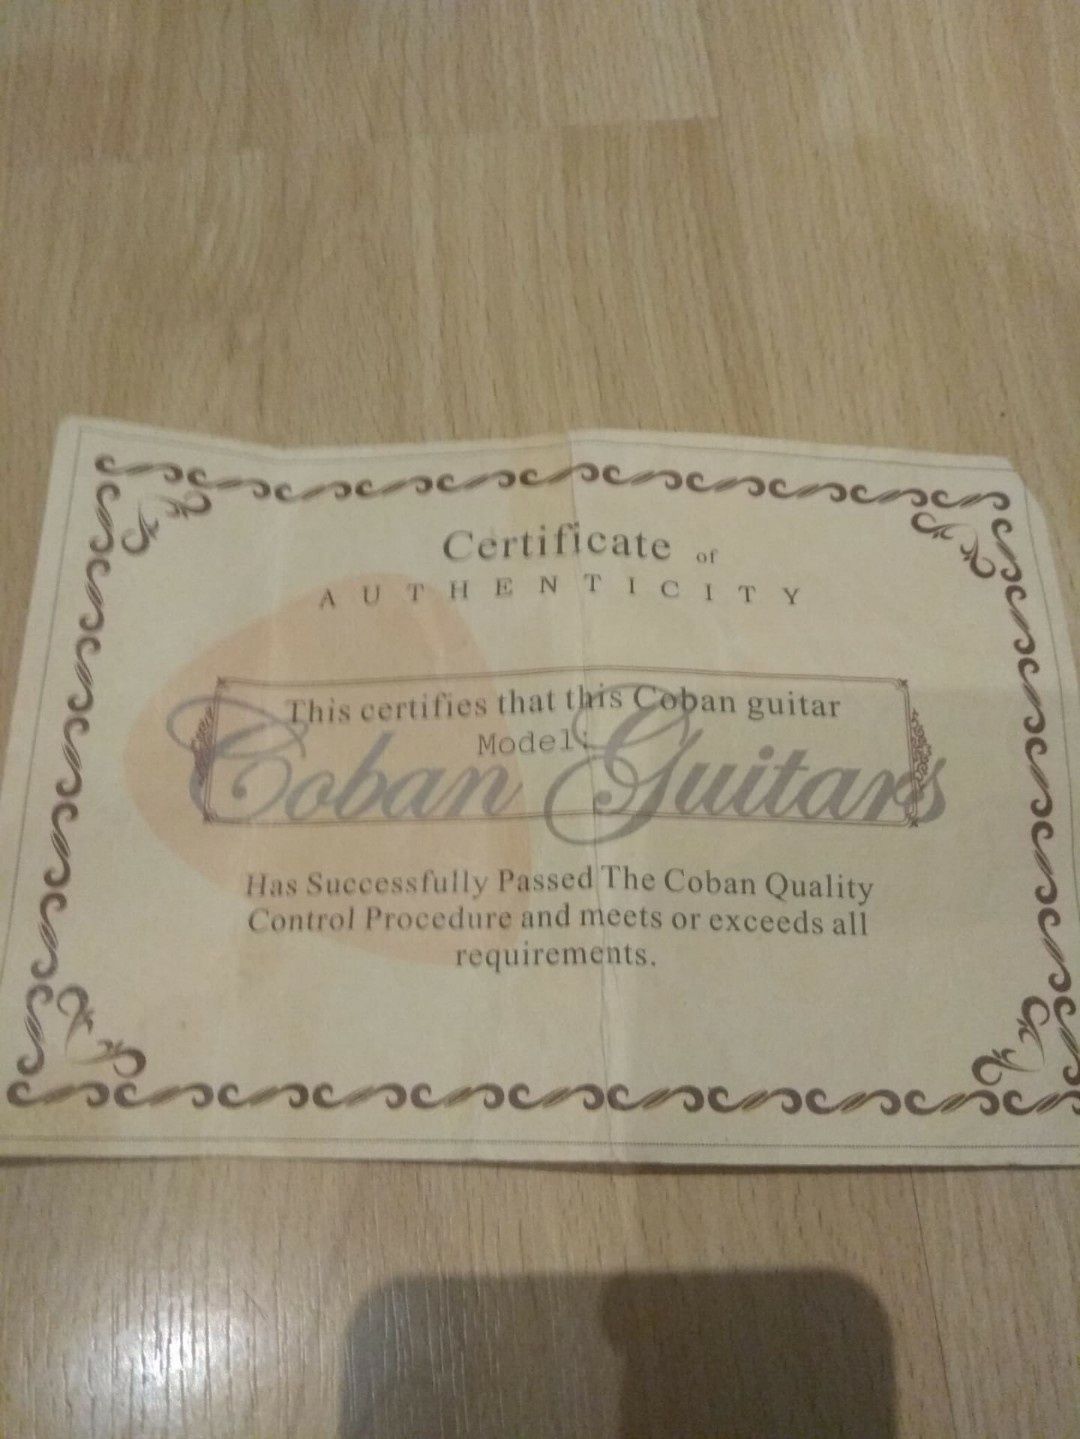 Certificate of
AUTHENTICITY
This certifies that this Coban guitar
Model:
Coban Guitars
Has Successfully Passed The Coban Quality
Control Procedure and meets or exceeds all
requirements.